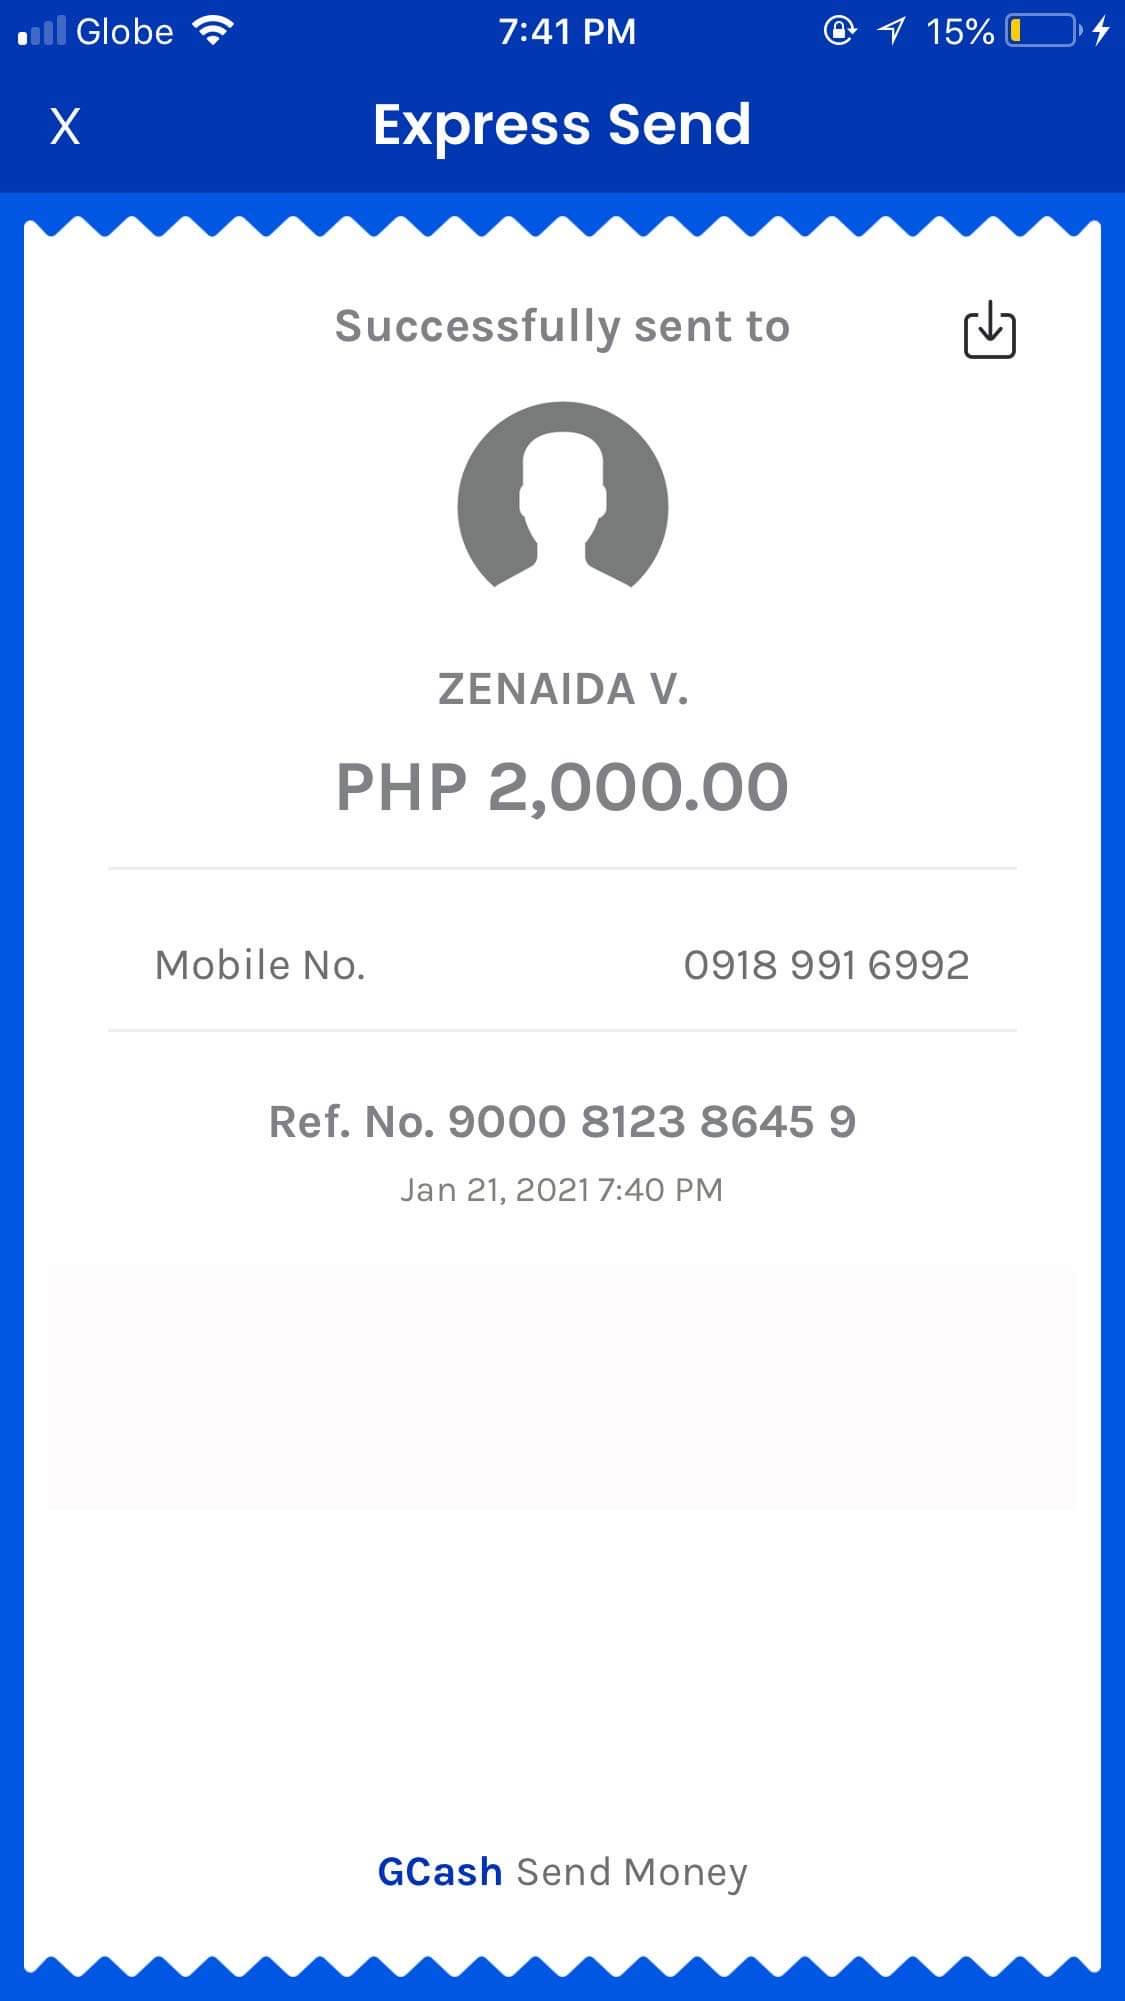 Globe 7:41 PM 15%
X Express Send
Successfully sent to
ZENAIDA V.
PHP 2,000.00
Mobile No. 0918 991 6992
Ref. No. 9000 8123 8645 9
Jan 21, 2021 7:40 PM
GCash Send Money